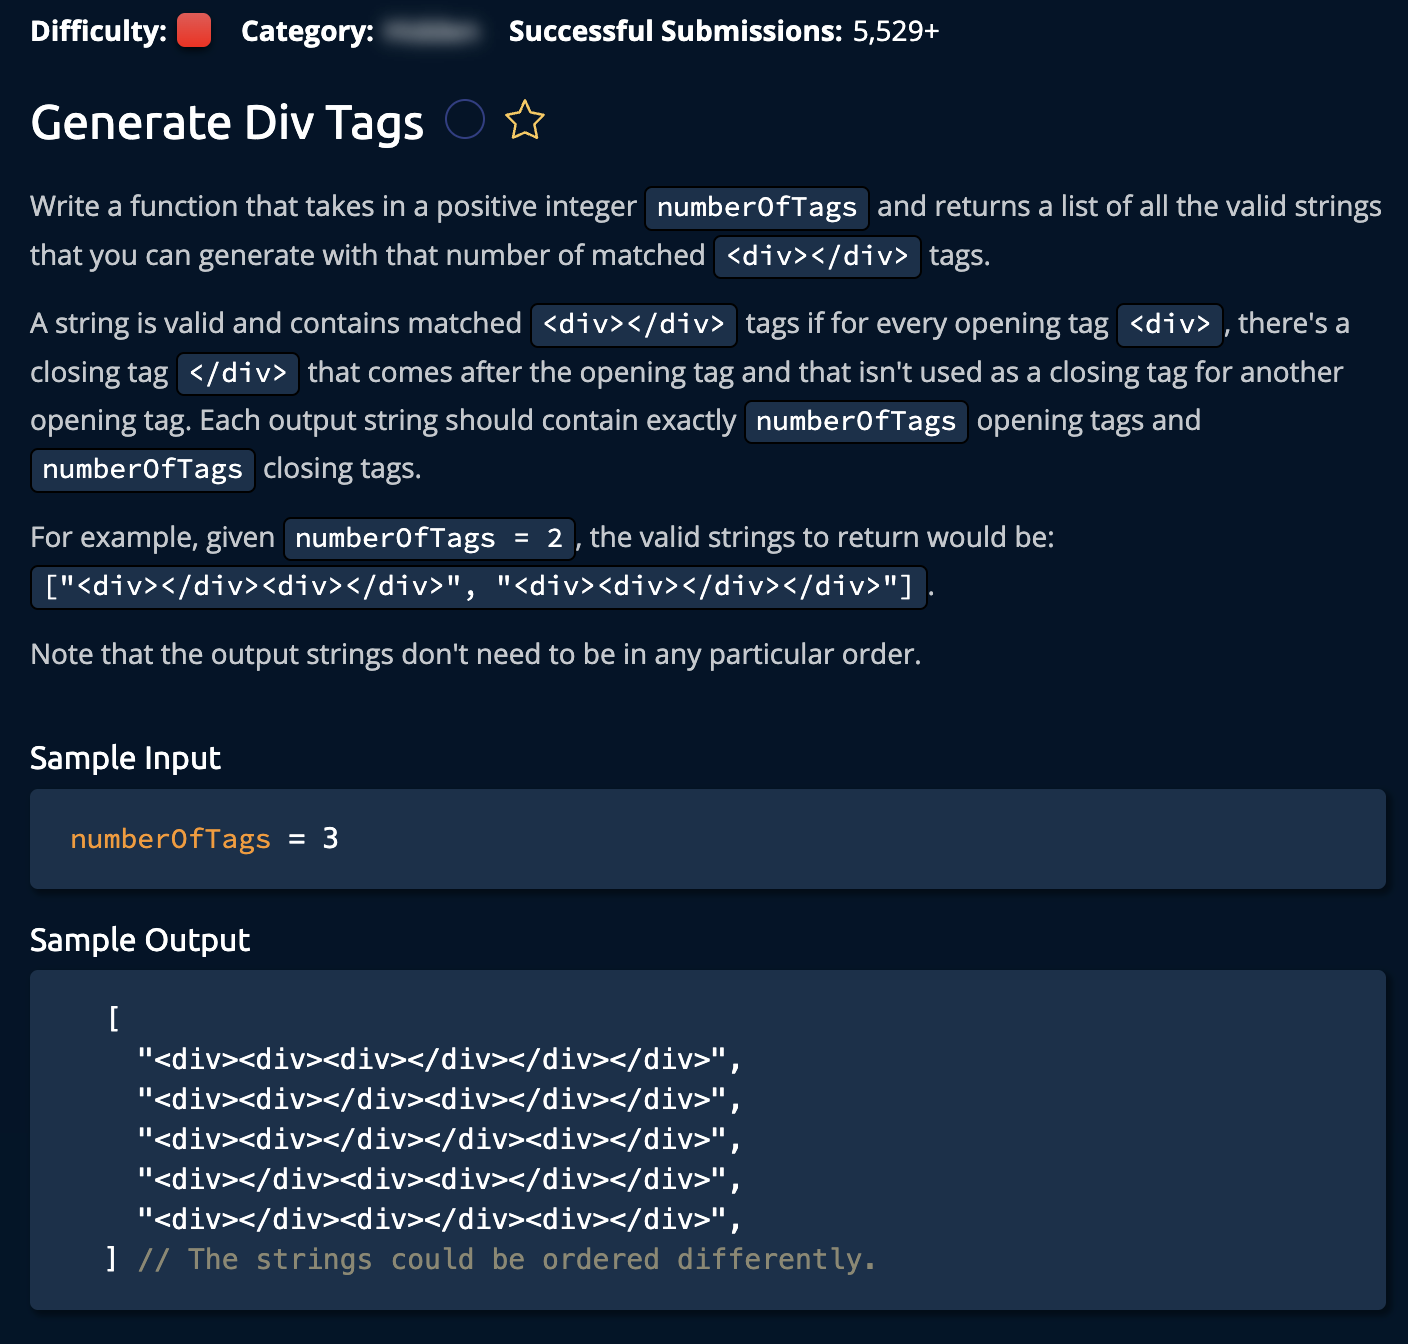 Difficulty: Category: Successful Submissions: 5,529+
Generate Div Tags
Write a function that takes in a positive integer numberOfTags and returns a list of all the valid strings
that you can generate with that number of matched <div></div> tags.
A string is valid and contains matched <div></div> tags if for every opening tag <div>, there's a
closing tag </div> that comes after the opening tag and that isn't used as a closing tag for another
opening tag. Each output string should contain exactly numberOfTags opening tags and
numberOfTags closing tags.
For example, given numberOfTags = 2, the valid strings to return would be:
["<div></div><div></div>", "<div><div></div></div>"].
Note that the output strings don't need to be in any particular order.
Sample Input
numberOfTags = 3
Sample Output
[
"<div><div><div></div></div></div>",
"<div><div></div><div></div></div>",
"<div><div></div></div><div></div>",
"<div></div><div><div></div></div>",
"<div></div><div></div><div></div>",
] // The strings could be ordered differently.